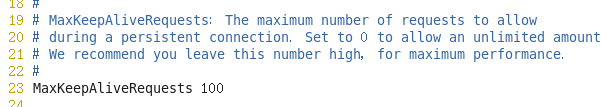 18 #
19 # MaxKeepAliveRequests: The maximum number of requests to allow
20 # during a persistent connection. Set to 0 to allow an unlimited amount
21 # We recommend you leave this number high, for maximum performance.
22 #
23 MaxKeepAliveRequests 100
24